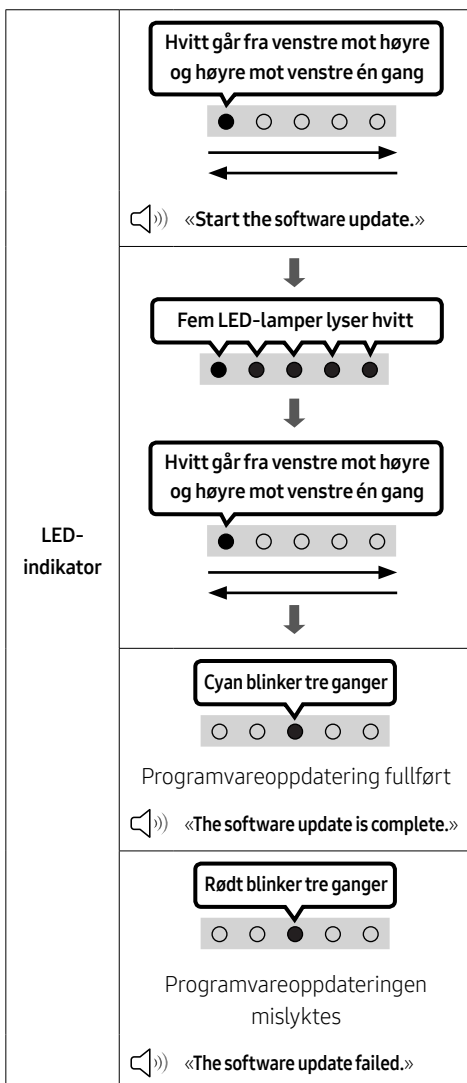 Hvitt går fra venstre mot høyre
og høyre mot venstre én gang
«Start the software update.»
Fem LED-lamper lyser hvitt
Hvitt går fra venstre mot høyre
og høyre mot venstre én gang
LED-
indikator
Cyan blinker tre ganger
Programvareoppdatering fullført
«The software update is complete.»
Rødt blinker tre ganger
Programvareoppdateringen
mislyktes
«The software update failed.»